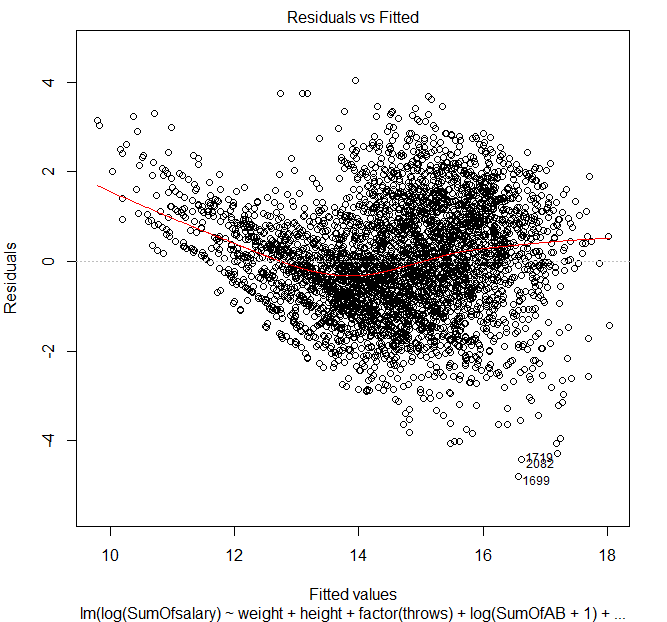 Residuals vs Fitted
Residuals
4
2
0
-2
-4
1719
2082
1699
10 12 14 16 18
Fitted values
lm(log(SumOfsalary) ~ weight + height + factor(throws) + log(SumOfAB + 1) + ...